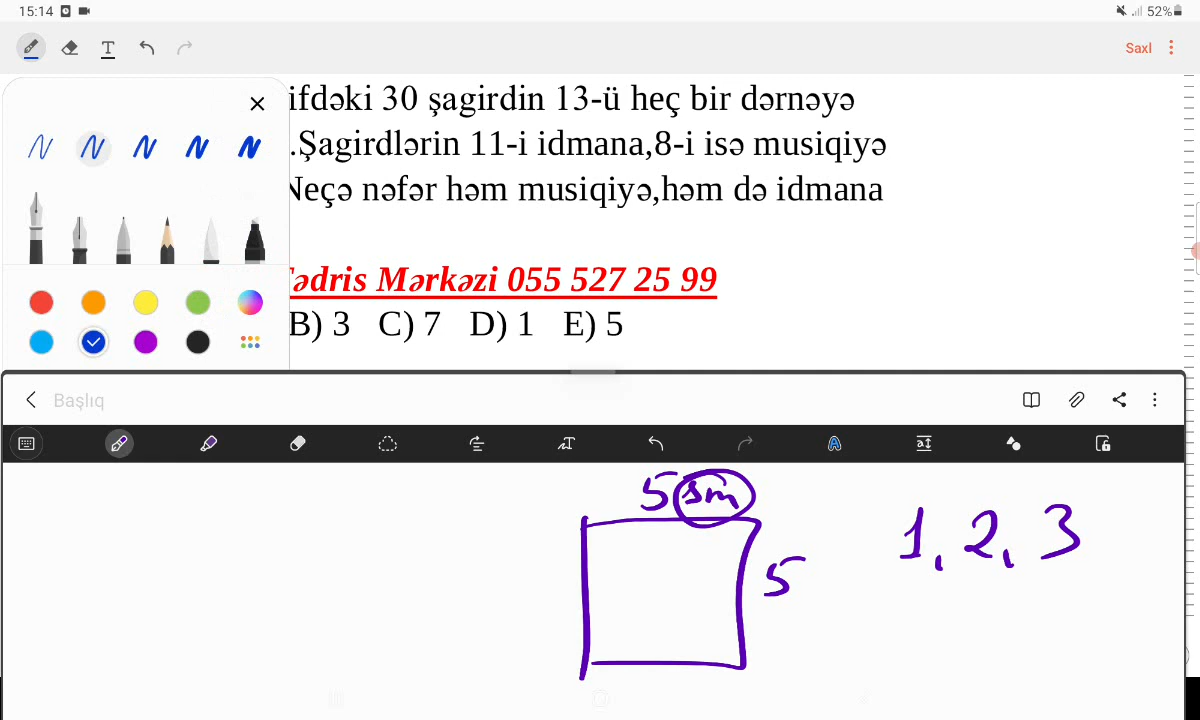 15:14 52%
T Saxl
ifdəki 30 şagirdin 13-ü heç bir dərnəyə
.Şagirdlərin 11-i idmana,8-i isə musiqiyə
Neçə nəfər həm musiqiyə,həm də idmana
Tədris Mərkəzi 055 527 25 99
B) 3 C) 7 D) 1 E) 5
Başlıq
5 sm
5
1, 2, 3